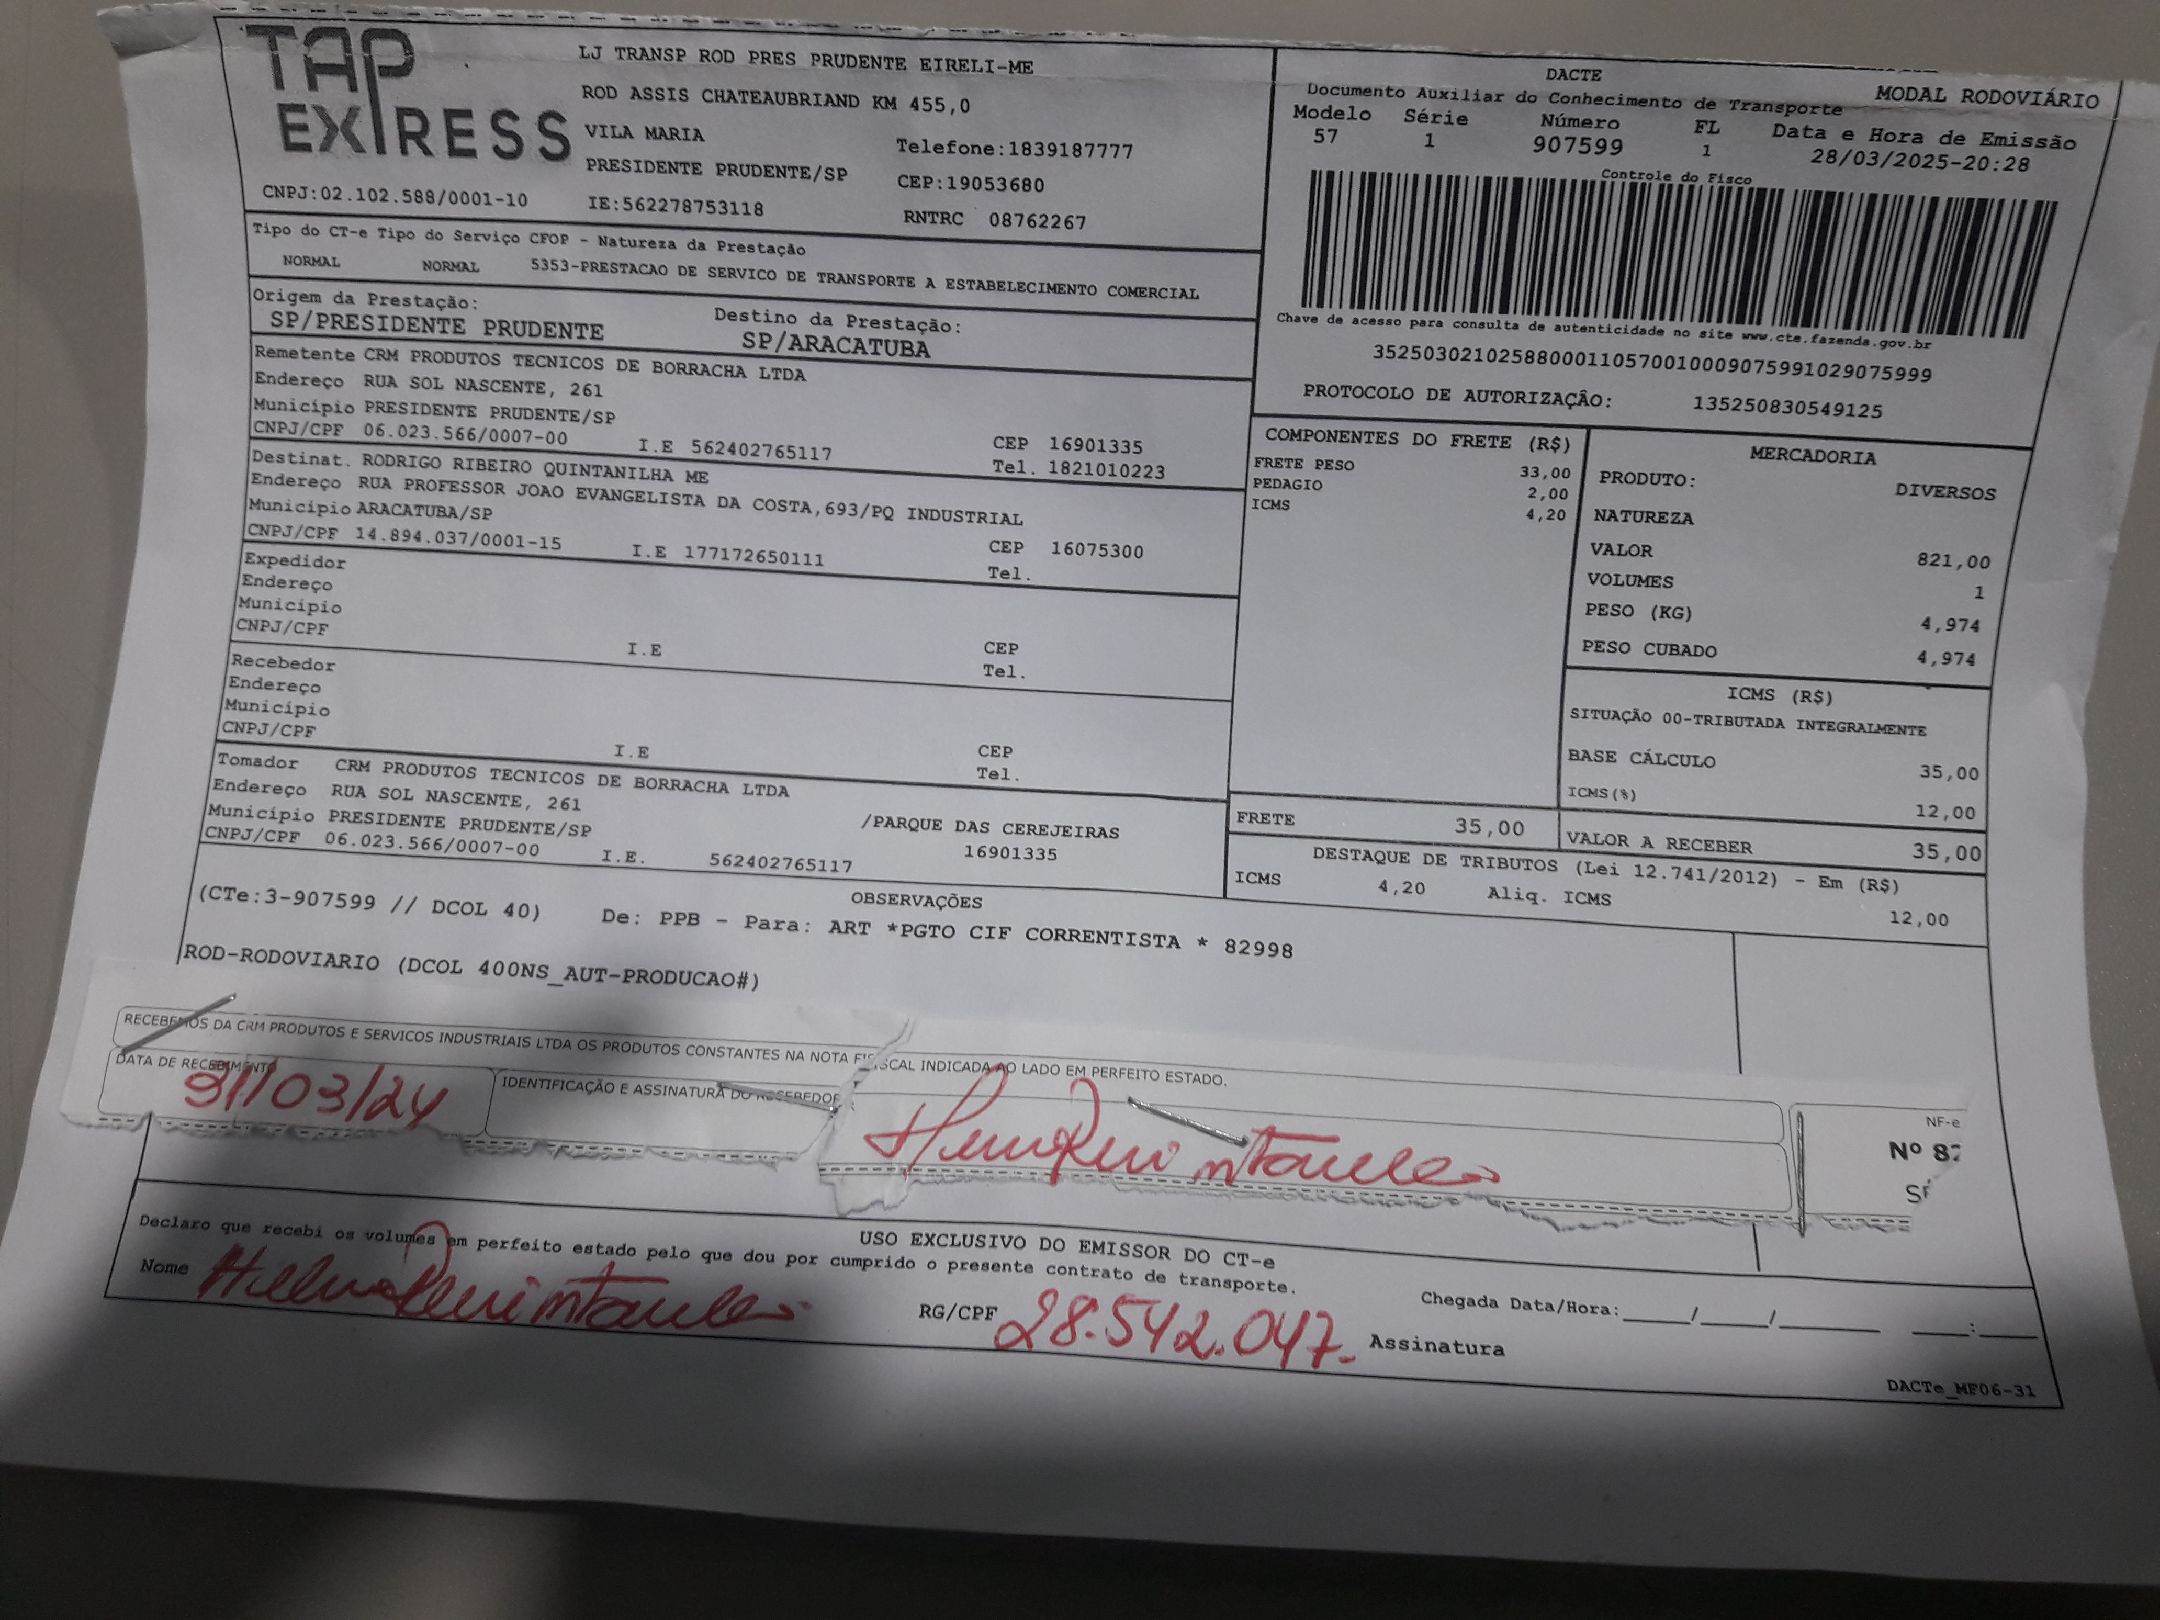 TAP EXPRESS
LJ TRANSP ROD PRES PRUDENTE EIRELI-ME
ROD ASSIS CHATEAUBRIAND KM 455,0
VILA MARIA
Telefone:1839187777
PRESIDENTE PRUDENTE/SP
CEP:19053680
CNPJ:02.102.588/0001-10
IE:562278753118
RNTRC 08762267
DACTE
MODAL RODOVIÁRIO
Documento Auxiliar do Conhecimento de Transporte
Modelo Série Número FL Data e Hora de Emissão
57 1 907599 1 28/03/2025-20:28
Controle do Fisco
Chave de acesso para consulta de autenticidade no site www.cte.fazenda.gov.br
35250302102588000110570010009075991029075999
PROTOCOLO DE AUTORIZAÇÂO: 135250830549125
Tipo do CT-e Tipo do Serviço CFOP - Natureza da Prestação
NORMAL NORMAL 5353-PRESTACAO DE SERVICO DE TRANSPORTE A ESTABELECIMENTO COMERCIAL
Origem da Prestação: Destino da Prestação:
SP/PRESIDENTE PRUDENTE SP/ARACATUBA
Remetente CRM PRODUTOS TECNICOS DE BORRACHA LTDA
Endereço RUA SOL NASCENTE, 261
Município PRESIDENTE PRUDENTE/SP CEP 16901335
CNPJ/CPF 06.023.566/0007-00 I.E 562402765117 Tel. 1821010223
Destinat. RODRIGO RIBEIRO QUINTANILHA ME
Endereço RUA PROFESSOR JOAO EVANGELISTA DA COSTA,693/PQ INDUSTRIAL
Município ARACATUBA/SP CEP 16075300
CNPJ/CPF 14.894.037/0001-15 I.E 177172650111 Tel.
Expedidor
Endereço
Município CEP
CNPJ/CPF I.E Tel.
Recebedor
Endereço
Município CEP
CNPJ/CPF I.E Tel.
Tomador CRM PRODUTOS TECNICOS DE BORRACHA LTDA
Endereço RUA SOL NASCENTE, 261 /PARQUE DAS CEREJEIRAS
Município PRESIDENTE PRUDENTE/SP 16901335
CNPJ/CPF 06.023.566/0007-00 I.E. 562402765117
COMPONENTES DO FRETE (R$)
FRETE PESO 33,00
PEDAGIO 2,00
ICMS 4,20
MERCADORIA
PRODUTO: DIVERSOS
NATUREZA
VALOR 821,00
VOLUMES 1
PESO (KG) 4,974
PESO CUBADO 4,974
ICMS (R$)
SITUAÇÃO 00-TRIBUTADA INTEGRALMENTE
BASE CÁLCULO 35,00
ICMS(%) 12,00
FRETE 35,00 VALOR A RECEBER 35,00
DESTAQUE DE TRIBUTOS (Lei 12.741/2012) - Em (R$)
ICMS 4,20 Aliq. ICMS 12,00
OBSERVAÇÕES
(CTe:3-907599 // DCOL 40) De: PPB - Para: ART *PGTO CIF CORRENTISTA * 82998
ROD-RODOVIARIO (DCOL 400NS_AUT-PRODUCAO#)
RECEBEMOS DA CRM PRODUTOS E SERVICOS INDUSTRIAIS LTDA OS PRODUTOS CONSTANTES NA NOTA FISCAL INDICADA AO LADO EM PERFEITO ESTADO.
DATA DE RECEBIMENTO IDENTIFICAÇÃO E ASSINATURA DO RECEBEDOR
31/03/24
NF-e
Nº 82
USO EXCLUSIVO DO EMISSOR DO CT-e
Declaro que recebi os volumes em perfeito estado pelo que dou por cumprido o presente contrato de transporte.
Nome RG/CPF 28.542.047. Assinatura
Chegada Data/Hora:_____/_____/_______ ____:____
DACTe_MF06-31